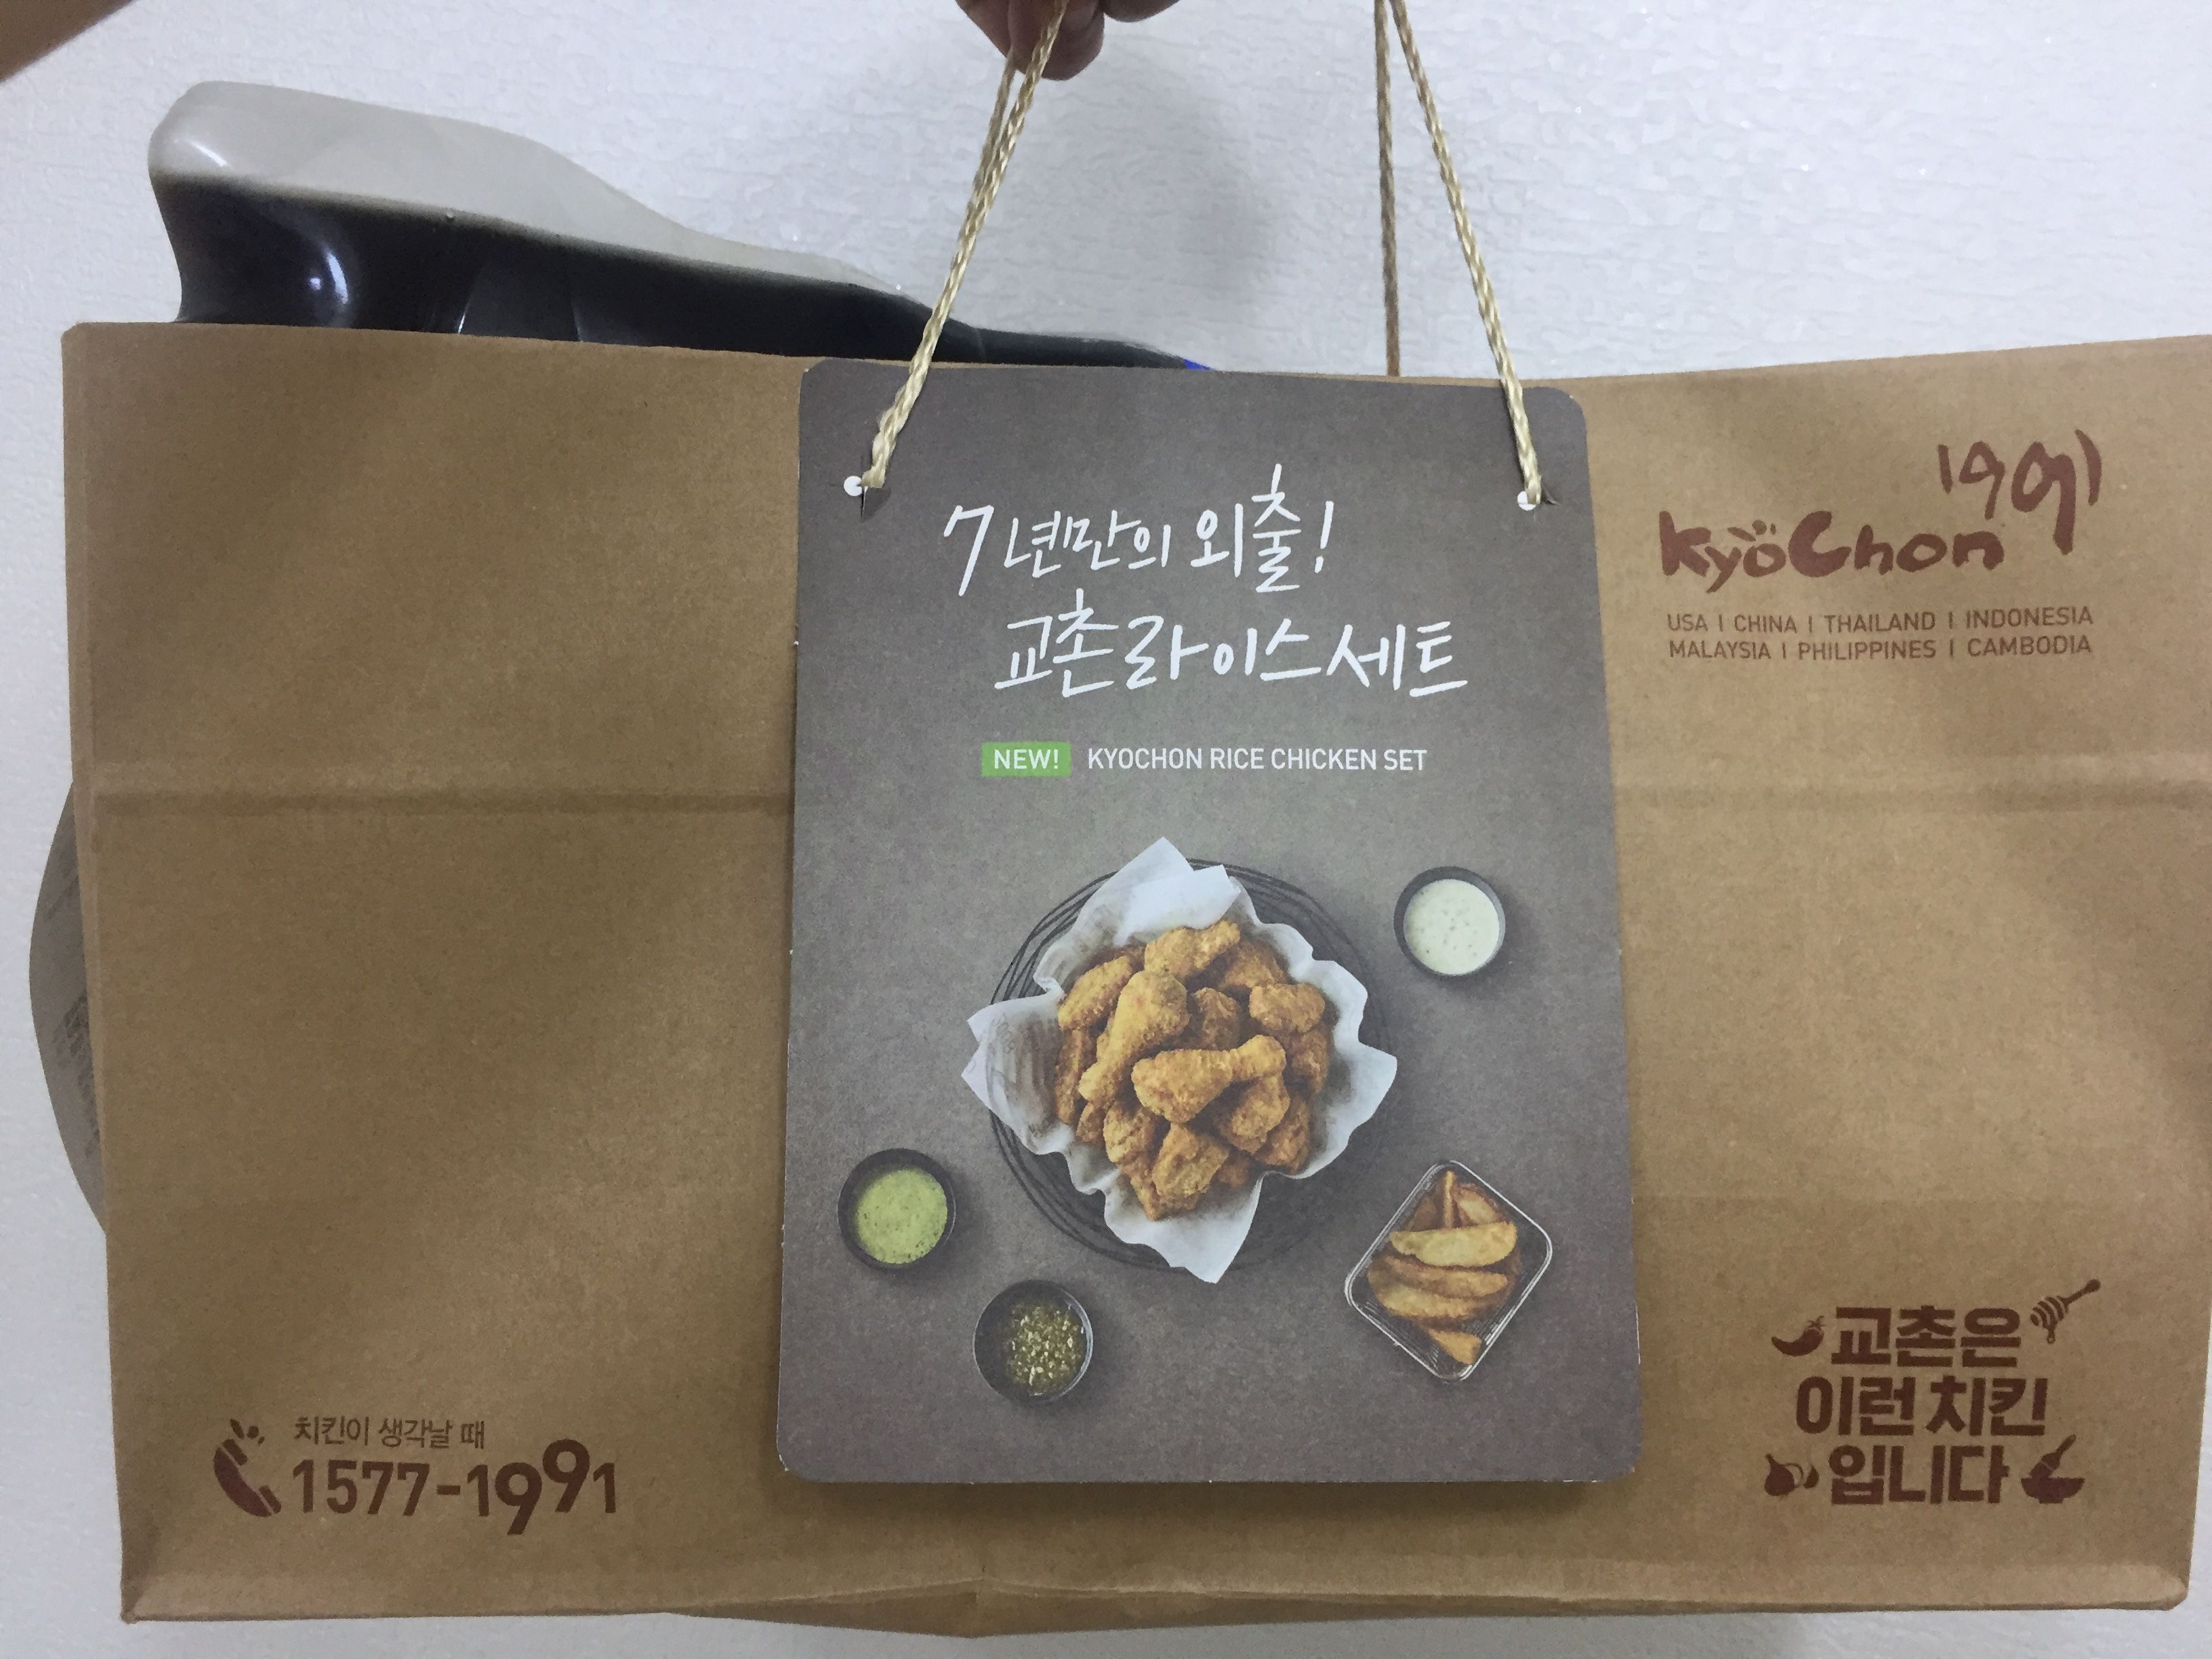 7년만의 외출!
교촌라이스세트
NEW! KYOCHON RICE CHICKEN SET
1991
kyochon
USA | CHINA | THAILAND | INDONESIA
MALAYSIA | PHILIPPINES | CAMBODIA
치킨이 생각날 때
1577-1991
교촌은
이런 치킨
입니다